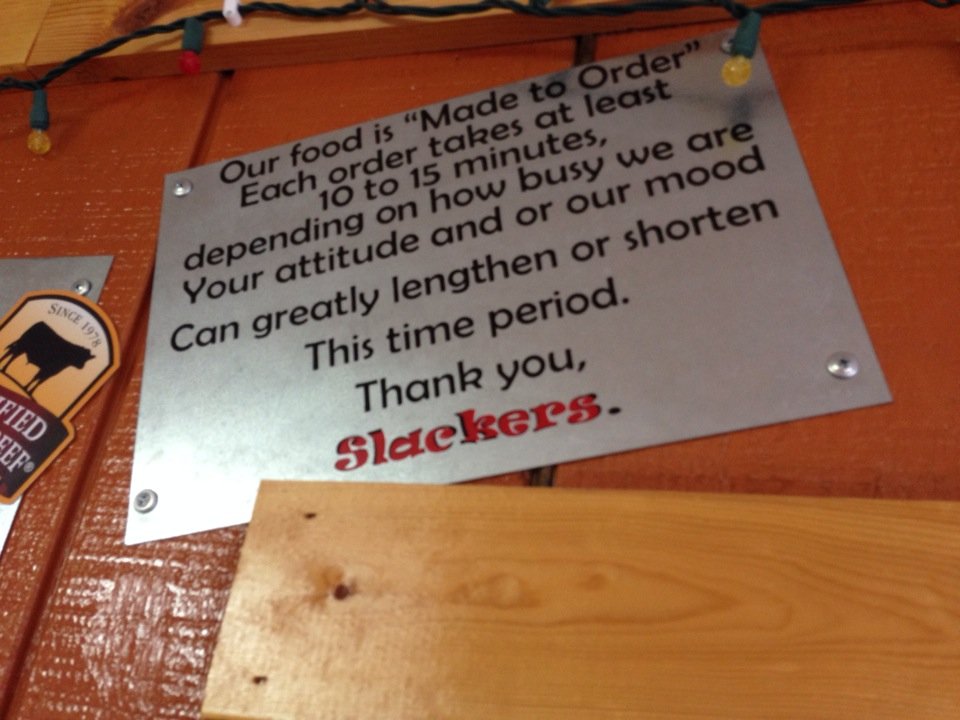 Our food is “Made to Order”
Each order takes at least
10 to 15 minutes,
depending on how busy we are
Your attitude and or our mood
Can greatly lengthen or shorten
This time period.
Thank you,
Slackers.
SINCE 1978